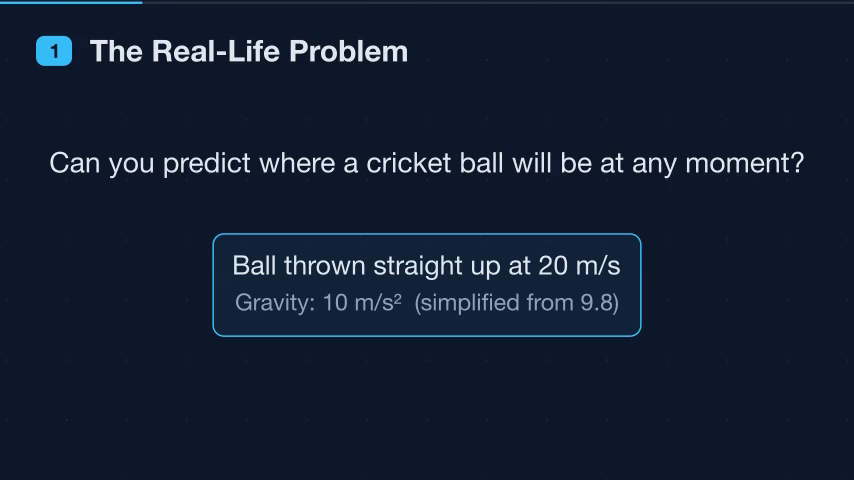 1 The Real-Life Problem
Can you predict where a cricket ball will be at any moment?
Ball thrown straight up at 20 m/s
Gravity: 10 m/s² (simplified from 9.8)